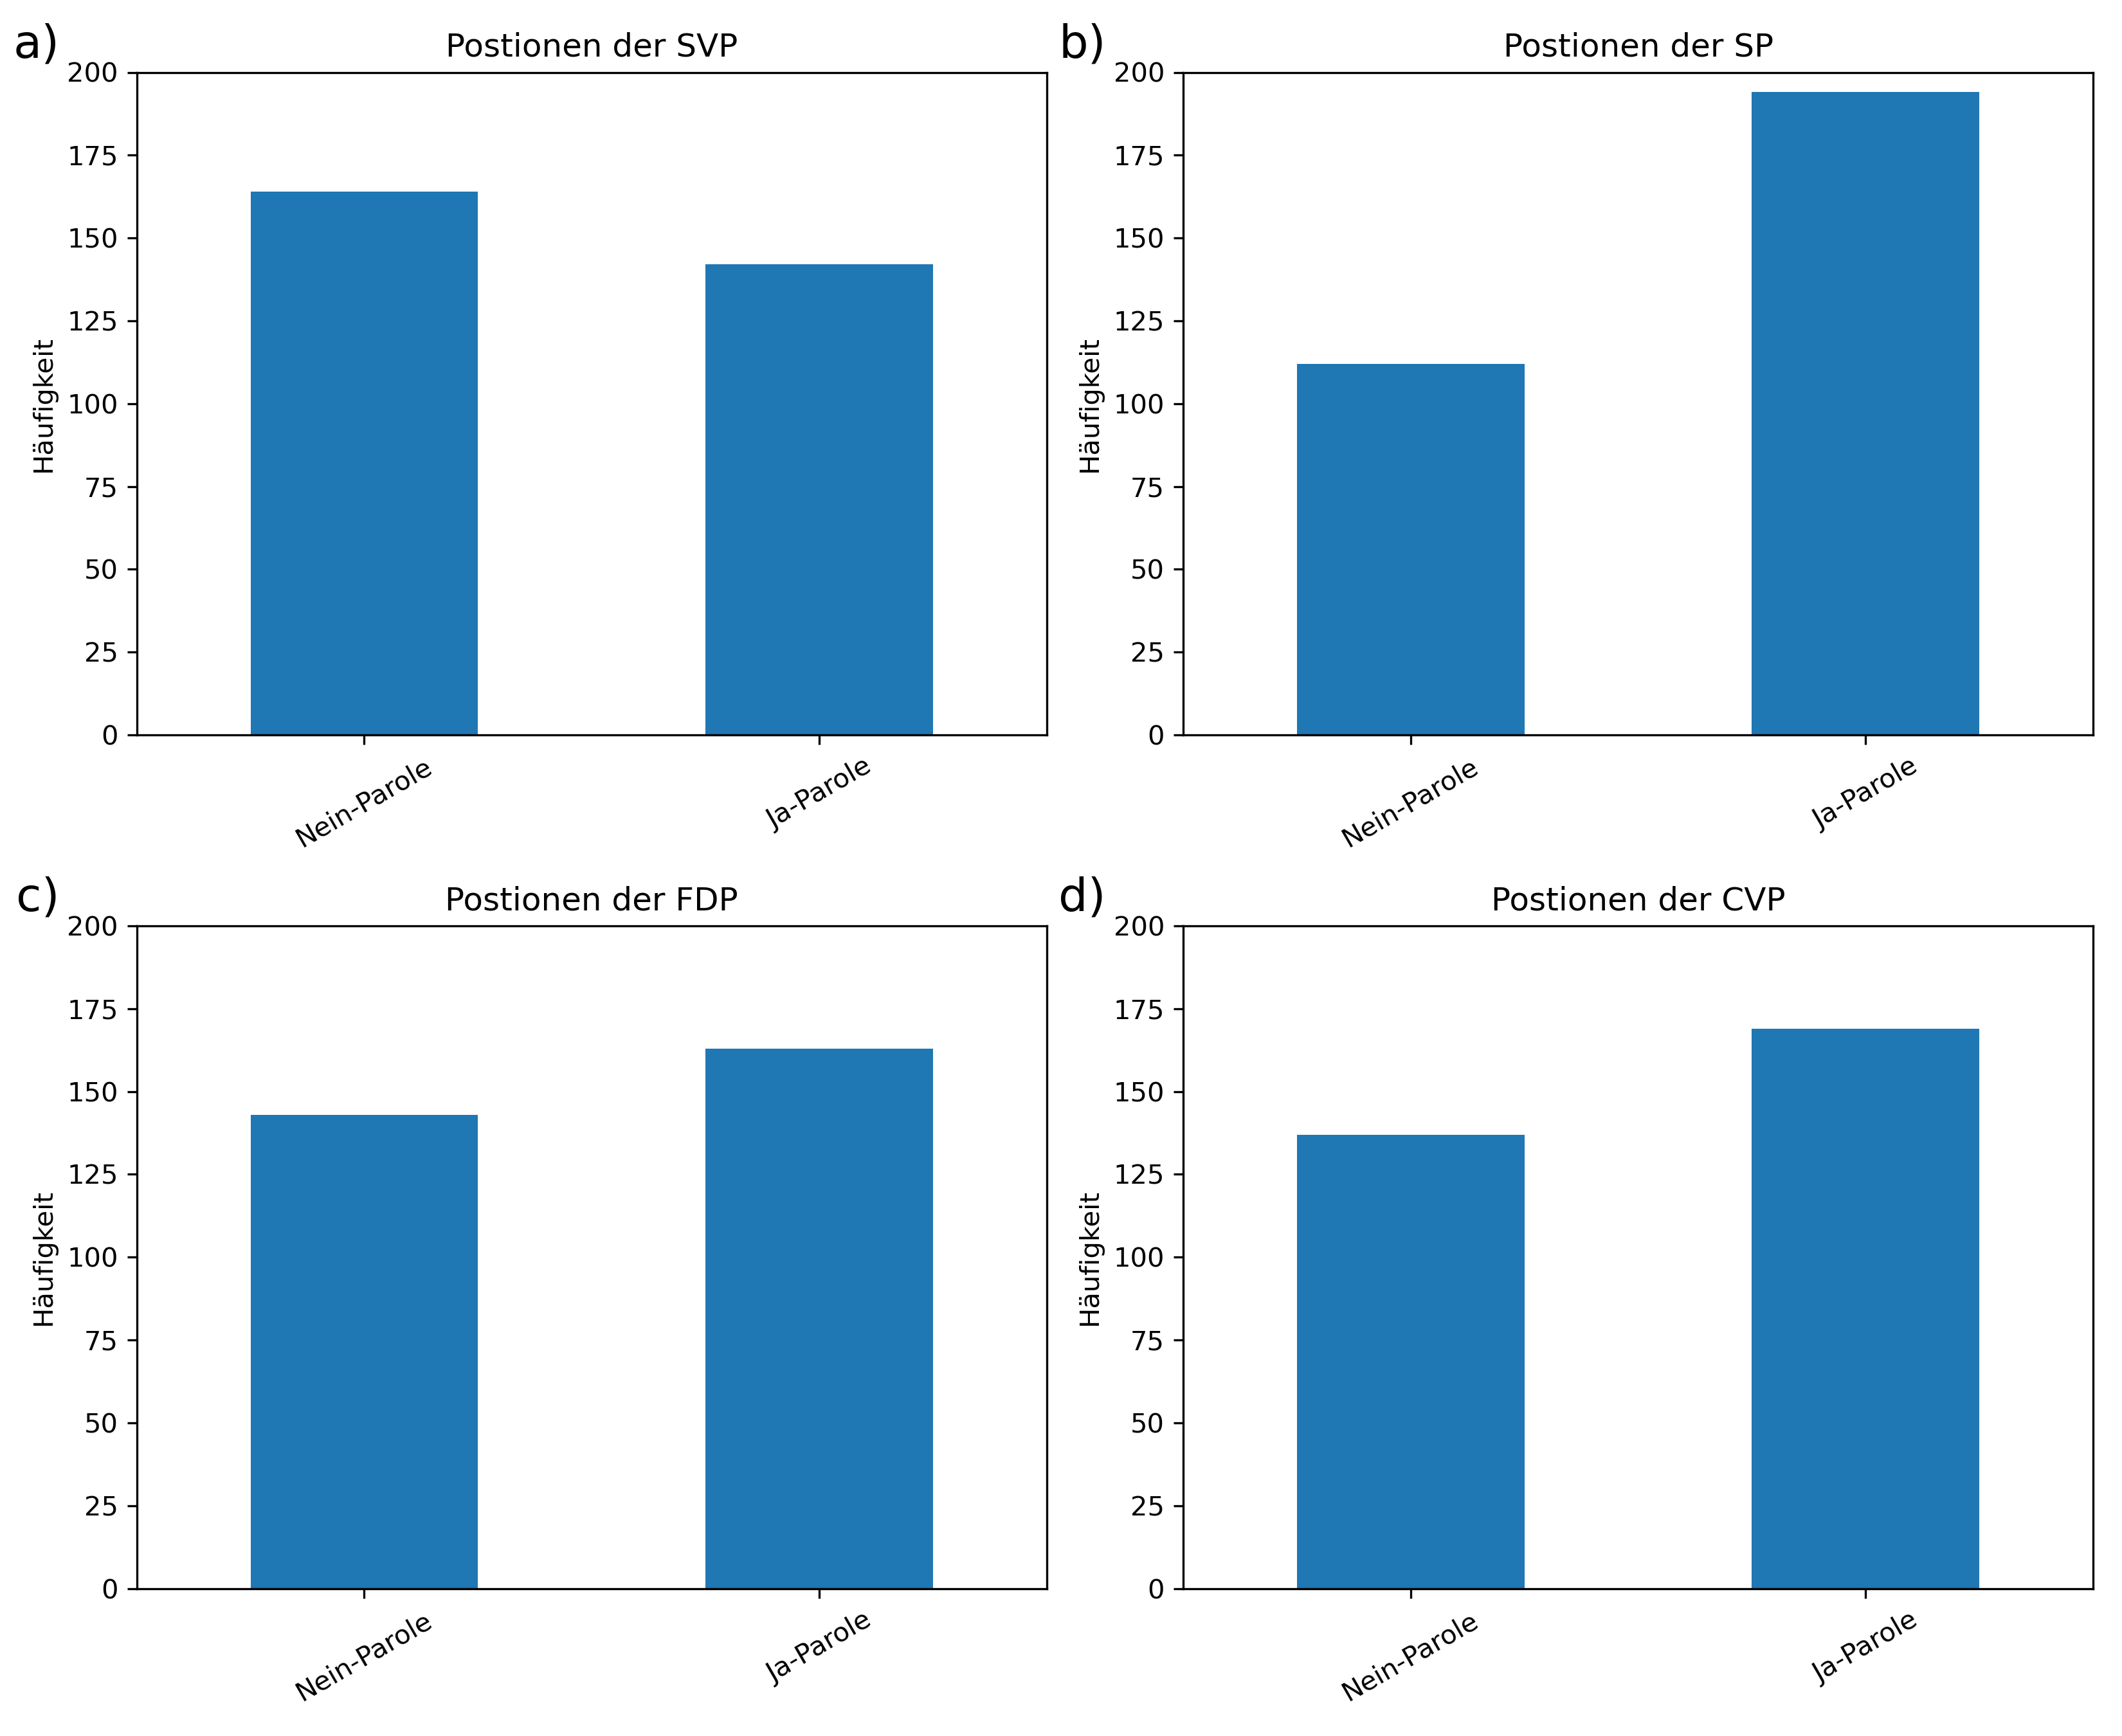 a)
Postionen der SVP
200
175
150
125
100
75
50
25
0
Häufigkeit
Nein-Parole
Ja-Parole
b)
Postionen der SP
200
175
150
125
100
75
50
25
0
Häufigkeit
Nein-Parole
Ja-Parole
c)
Postionen der FDP
200
175
150
125
100
75
50
25
0
Häufigkeit
Nein-Parole
Ja-Parole
d)
Postionen der CVP
200
175
150
125
100
75
50
25
0
Häufigkeit
Nein-Parole
Ja-Parole